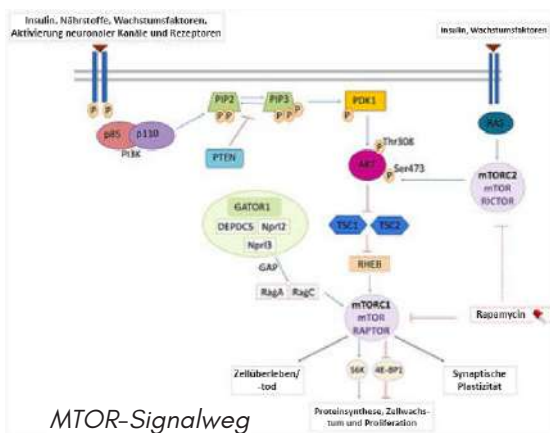 Insulin, Nährstoffe, Wachstumsfaktoren,
Aktivierung neuronaler Kanäle und Rezeptoren
Insulin, Wachstumsfaktoren
P P
p85 p110
PI3K
PIP2
P P
PIP3
P P P
PTEN
PDK1
P
RAS
P Thr308
AKT
P Ser473
mTORC2
mTOR
RICTOR
TSC1 TSC2
GATOR1
DEPDC5 Nprl2
Nprl3
GAP
RagA RagC
RHEB
mTORC1
mTOR
RAPTOR
Rapamycin
Zellüberleben/
-tod
S6K 4E-BP1
Synaptische
Plastizität
Proteinsynthese, Zellwachs-
tum und Proliferation
MTOR-Signalweg